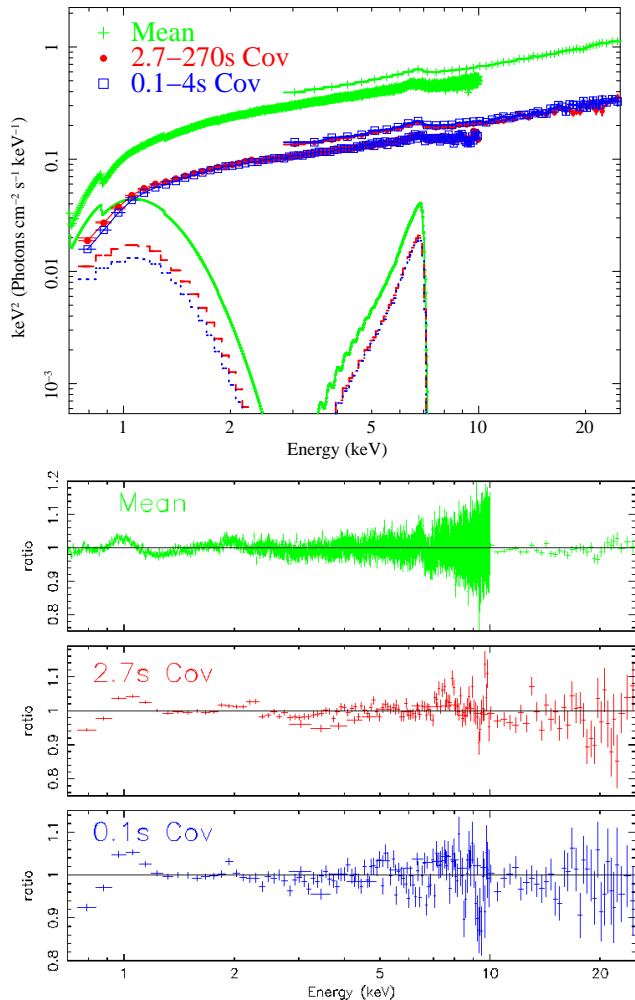 Mean
2.7−270s Cov
0.1−4s Cov
keV² (Photons cm⁻² s⁻¹ keV⁻¹)
1
0.1
0.01
10⁻³
1 2 5 10 20
Energy (keV)
Mean
ratio
1.2
1.1
1
0.9
0.8
2.7s Cov
ratio
1.1
1
0.9
0.8
0.1s Cov
ratio
1.1
1
0.9
0.8
1 2 5 10 20
Energy (keV)